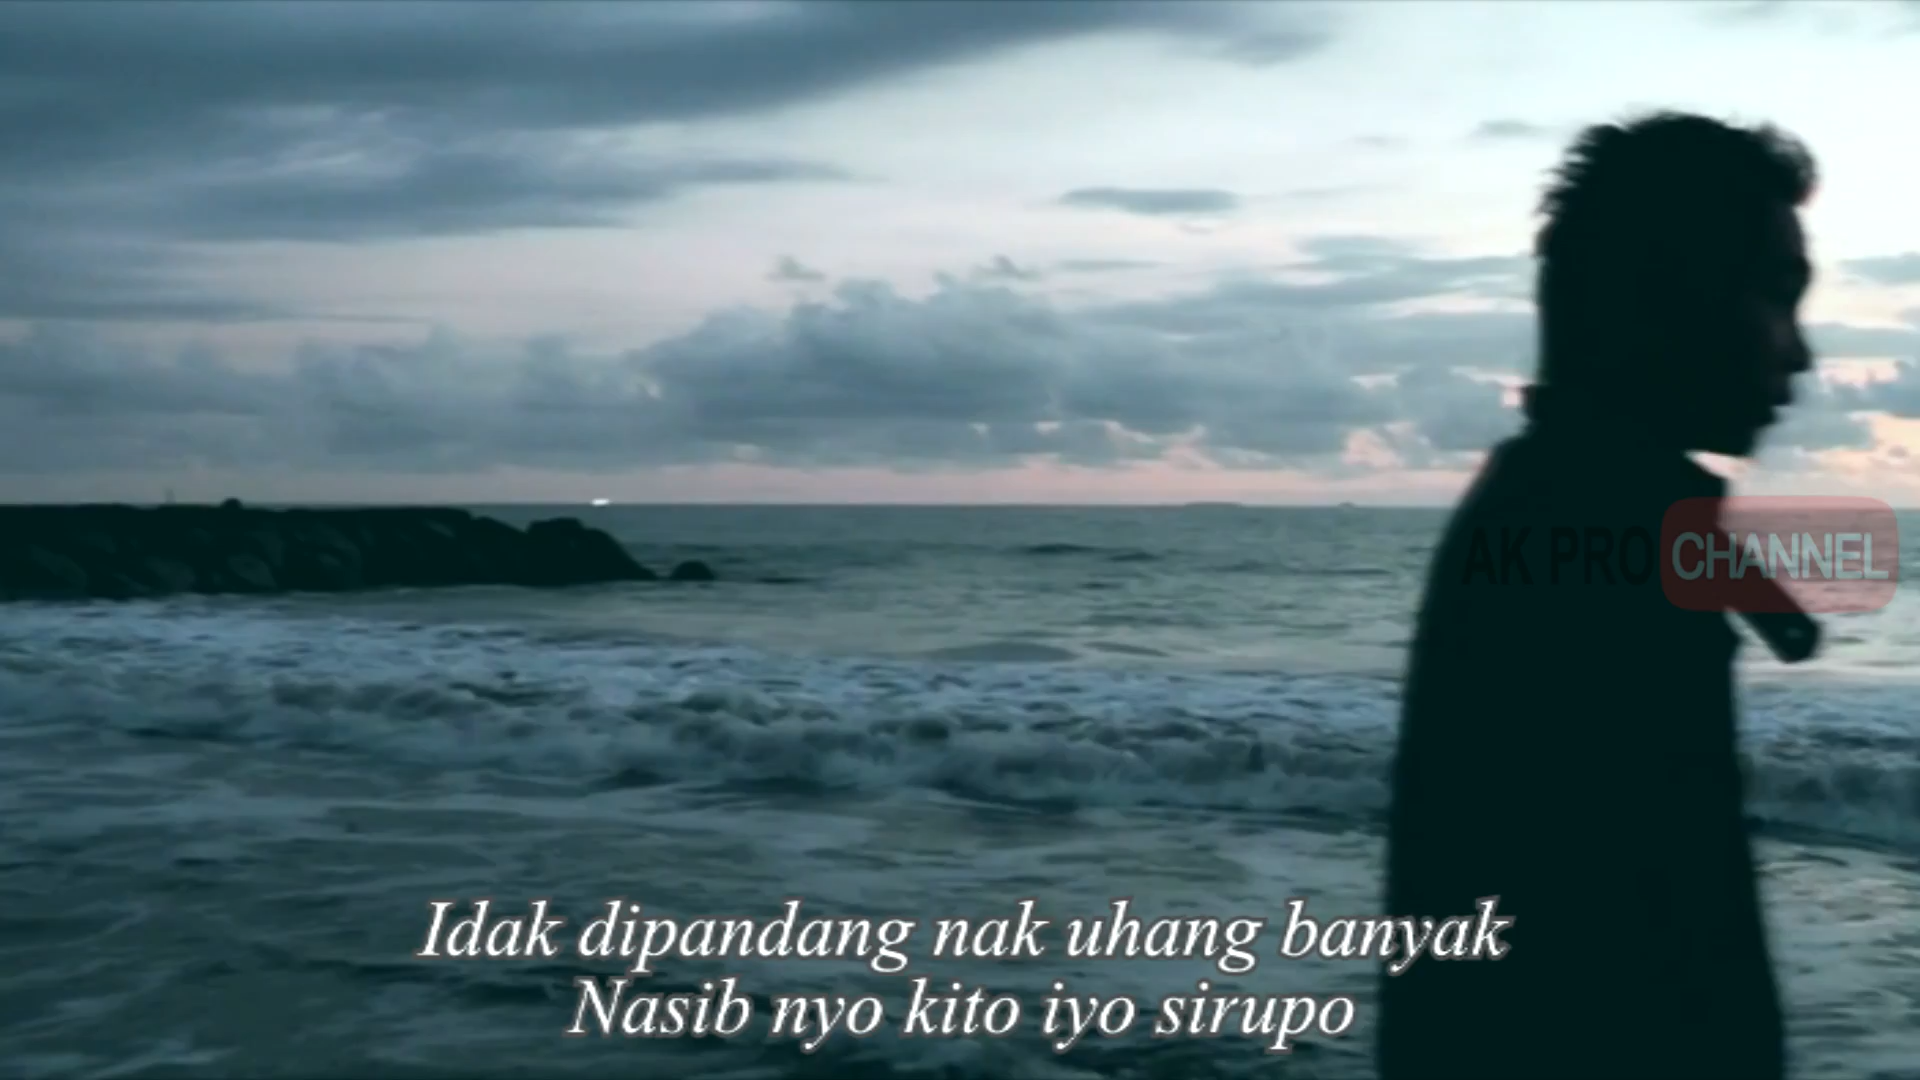 AK PRO CHANNEL
Idak dipandang nak uhang banyak
Nasib nyo kito iyo sirupo